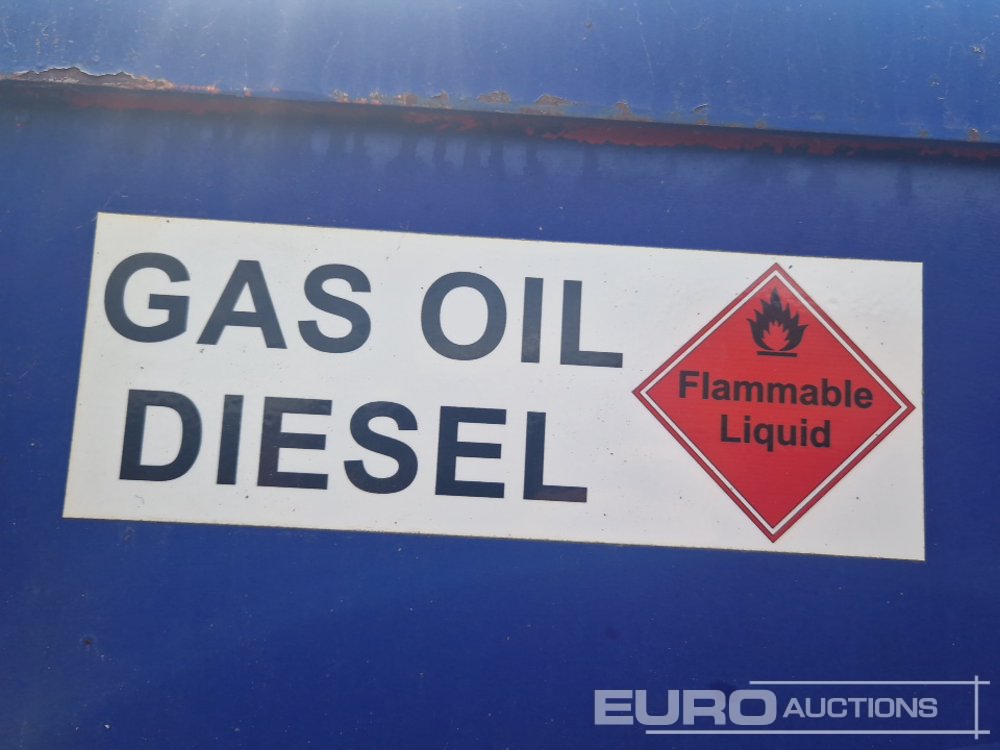 GAS OIL
DIESEL
Flammable
Liquid
EURO AUCTIONS